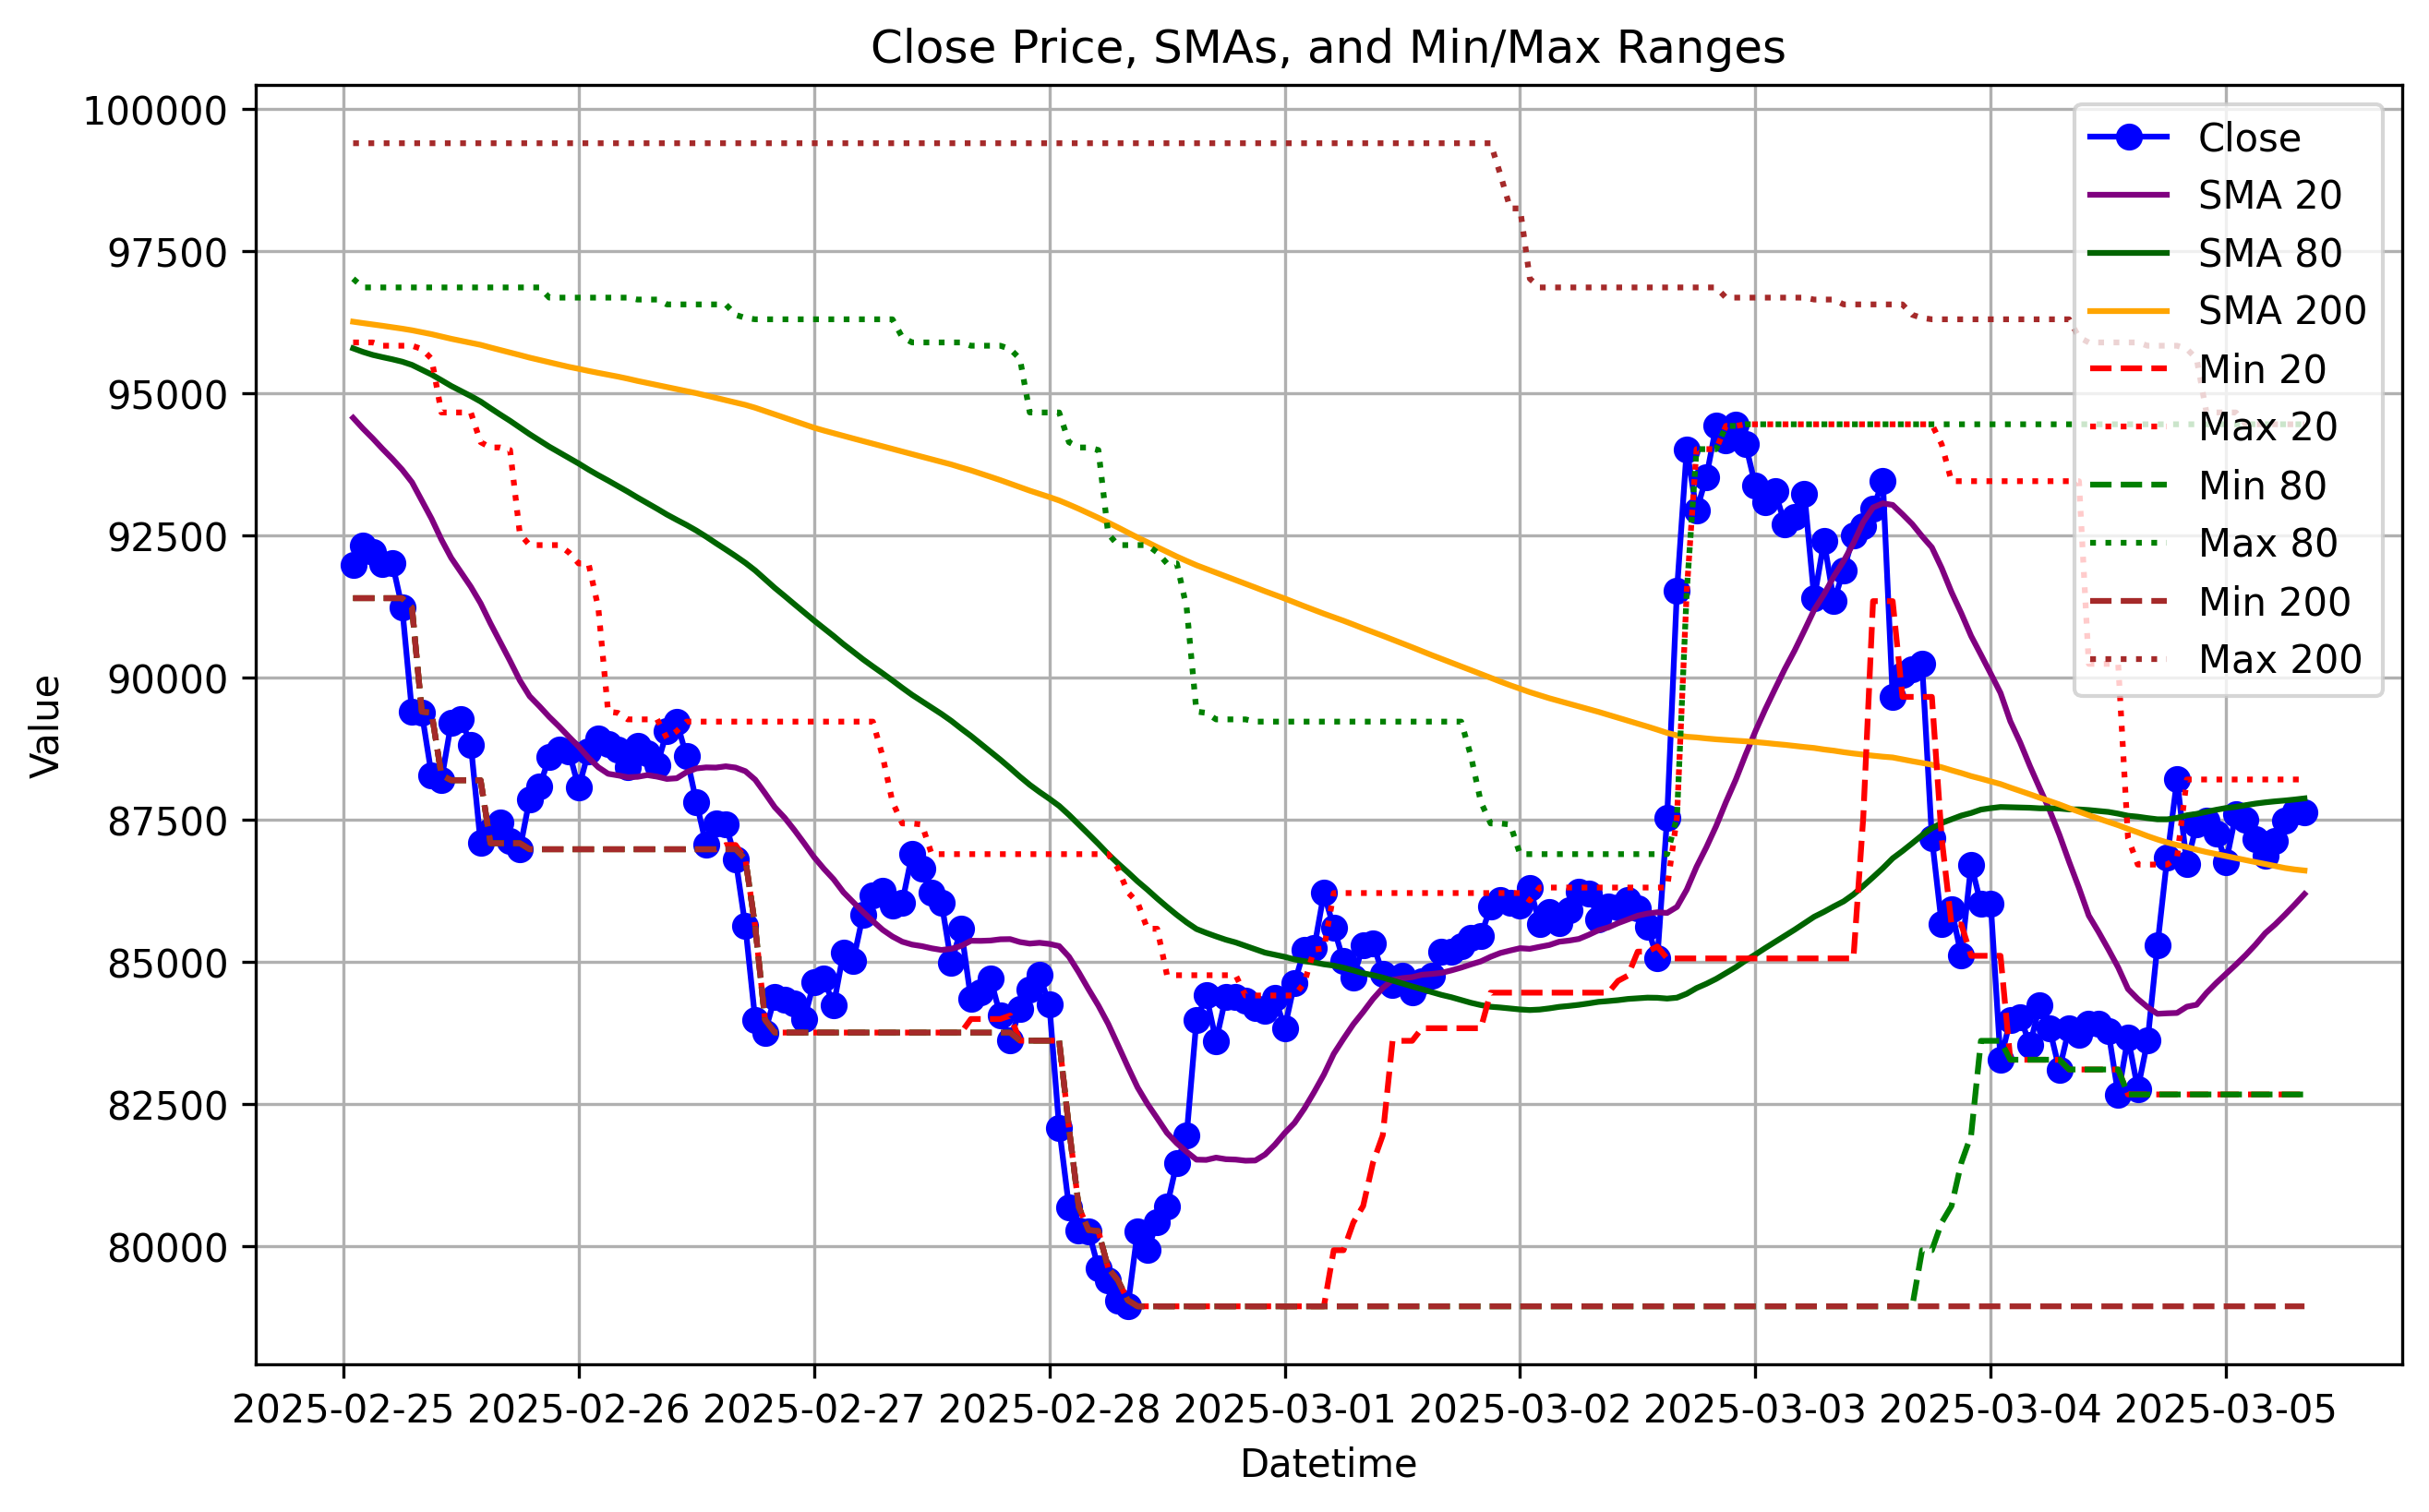 Close Price, SMAs, and Min/Max Ranges
100000
97500
95000
92500
90000
87500
85000
82500
80000
Value
Close
SMA 20
SMA 80
SMA 200
Min 20
Max 20
Min 80
Max 80
Min 200
Max 200
2025-02-25 2025-02-26 2025-02-27 2025-02-28 2025-03-01 2025-03-02 2025-03-03 2025-03-04 2025-03-05
Datetime